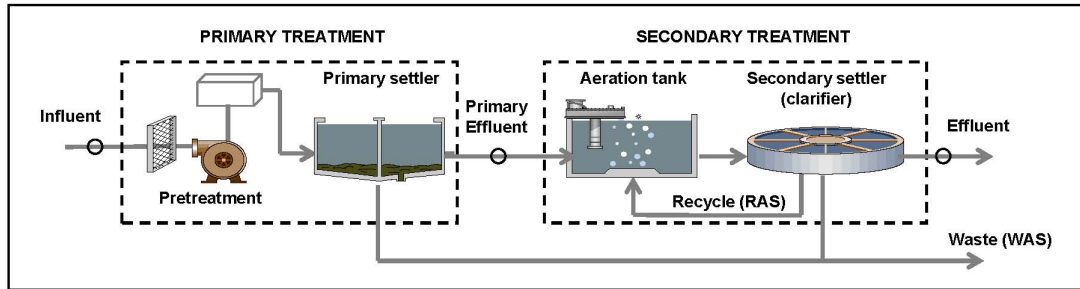 PRIMARY TREATMENT
SECONDARY TREATMENT
Influent
Pretreatment
Primary settler
Primary
Effluent
Aeration tank
Secondary settler
(clarifier)
Effluent
Recycle (RAS)
Waste (WAS)